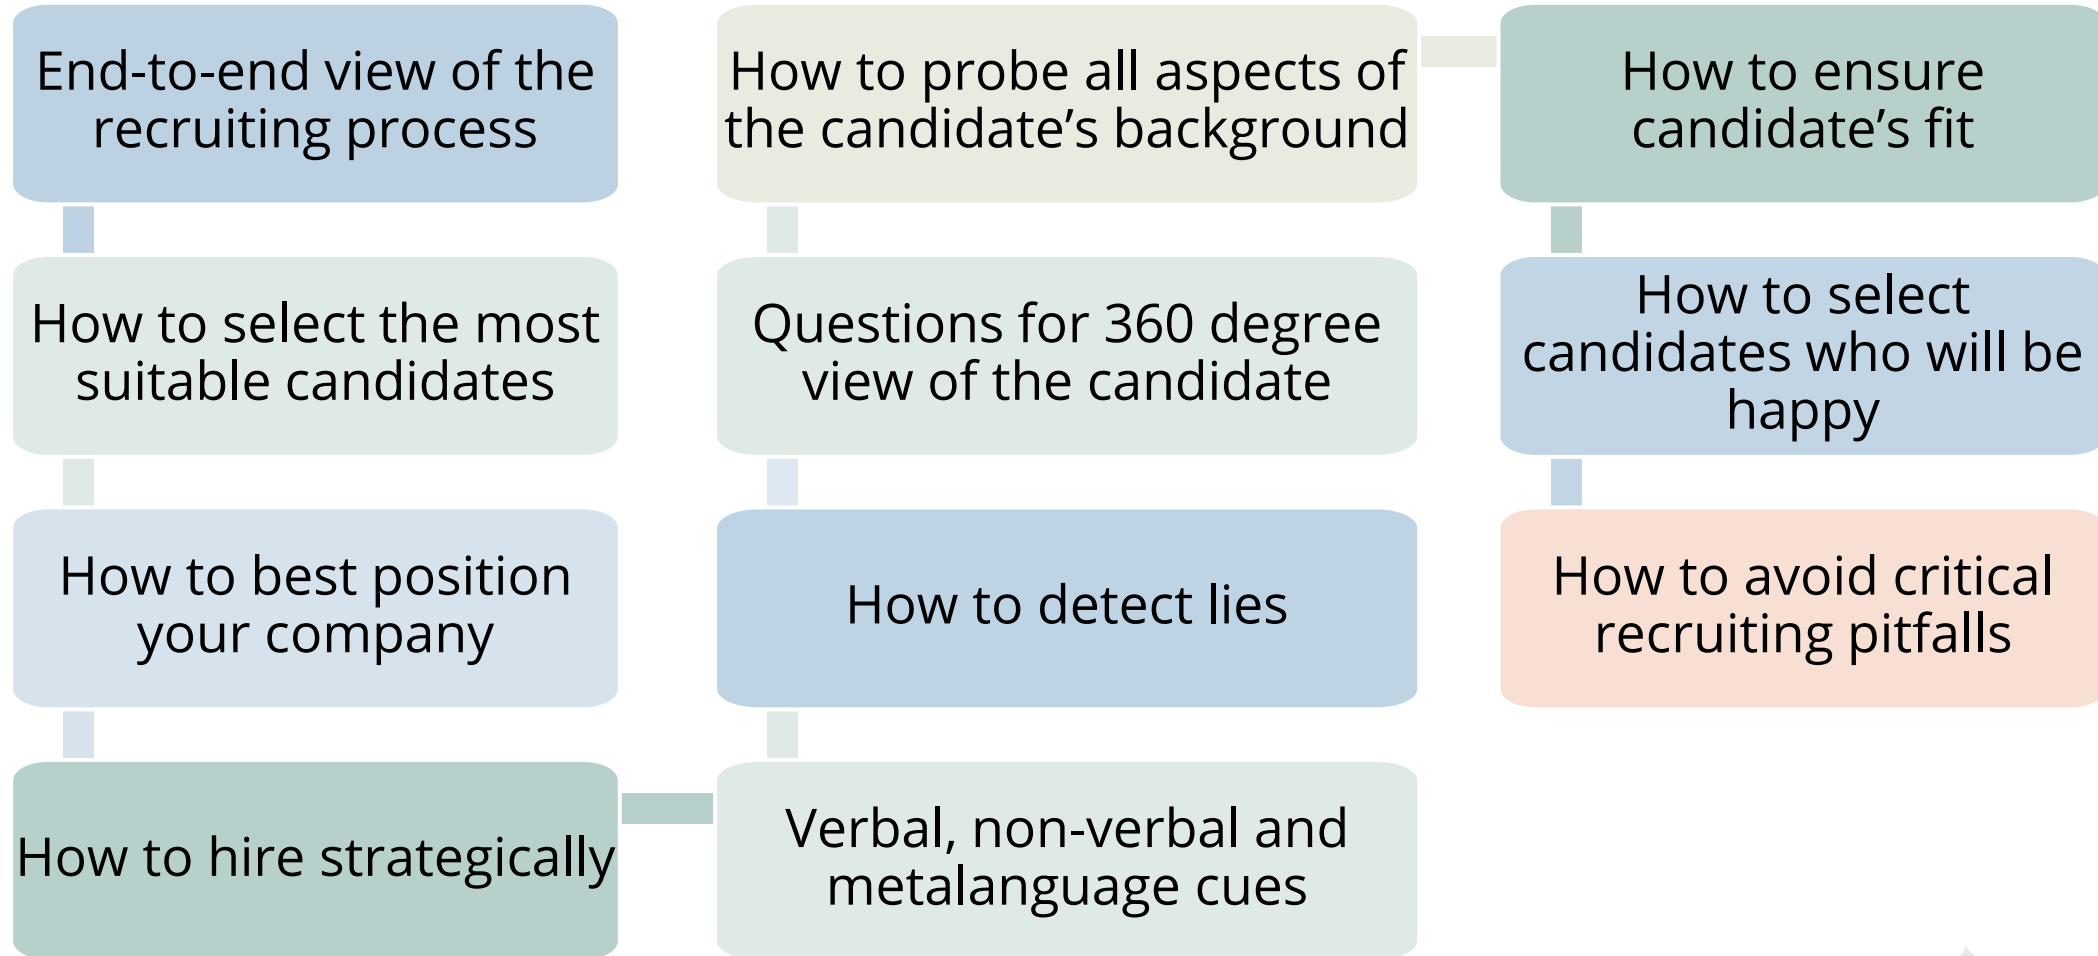 End-to-end view of the
recruiting process
How to select the most
suitable candidates
How to best position
your company
How to hire strategically
Verbal, non-verbal and
metalanguage cues
How to detect lies
Questions for 360 degree
view of the candidate
How to probe all aspects of
the candidate’s background
How to ensure
candidate’s fit
How to select
candidates who will be
happy
How to avoid critical
recruiting pitfalls